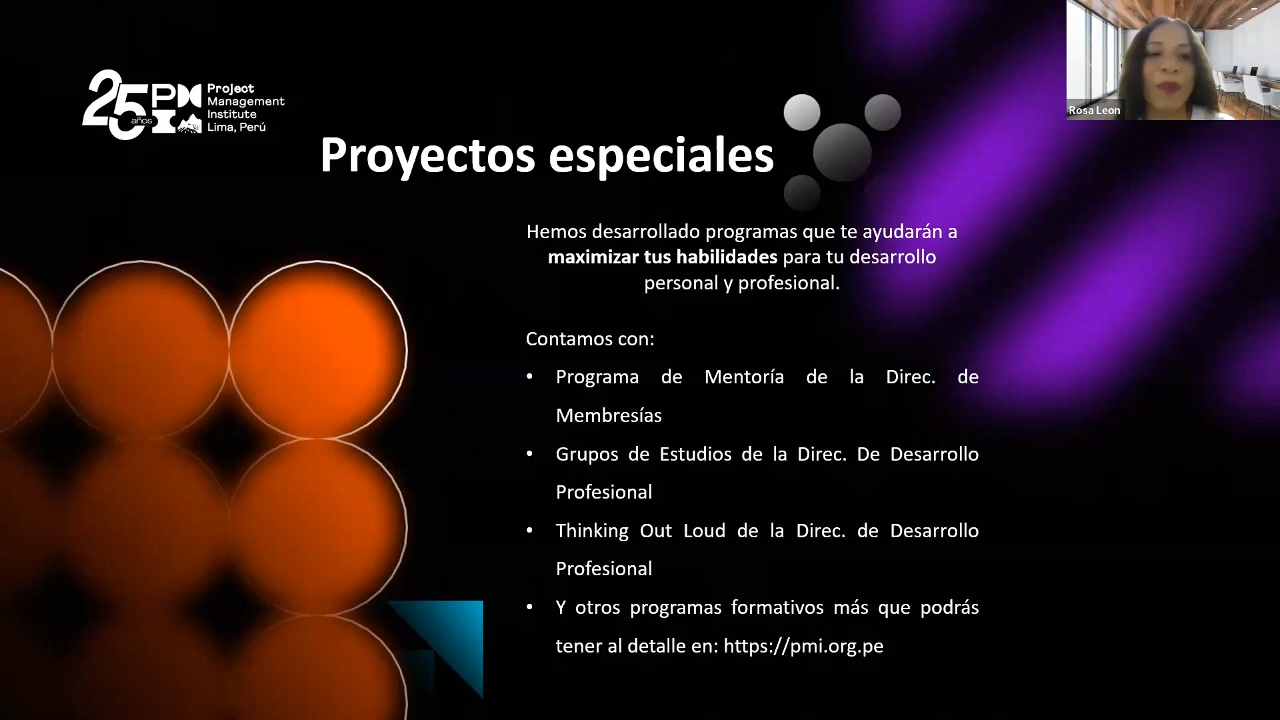 25 años PMI Project
Management
Institute
Lima, Perú
Rosa Leon
Proyectos especiales
Hemos desarrollado programas que te ayudarán a
maximizar tus habilidades para tu desarrollo
personal y profesional.
Contamos con:
• Programa de Mentoría de la Direc. de
Membresías
• Grupos de Estudios de la Direc. De Desarrollo
Profesional
• Thinking Out Loud de la Direc. de Desarrollo
Profesional
• Y otros programas formativos más que podrás
tener al detalle en: https://pmi.org.pe